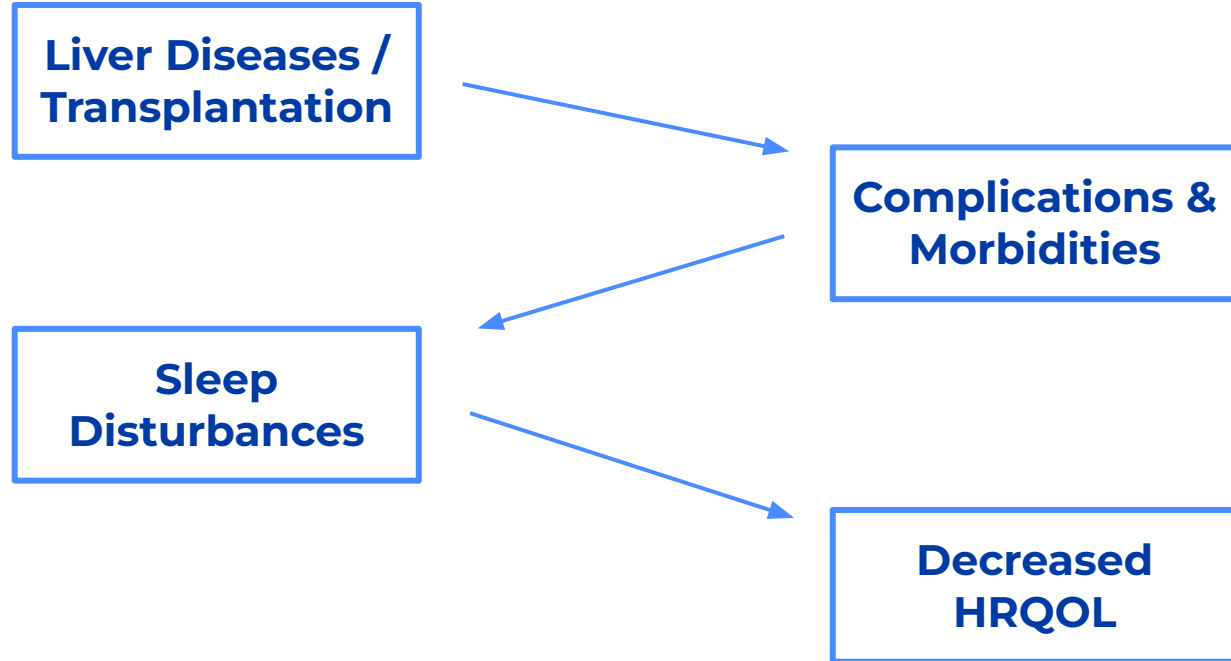 Liver Diseases /
Transplantation
Complications &
Morbidities
Sleep
Disturbances
Decreased
HRQOL